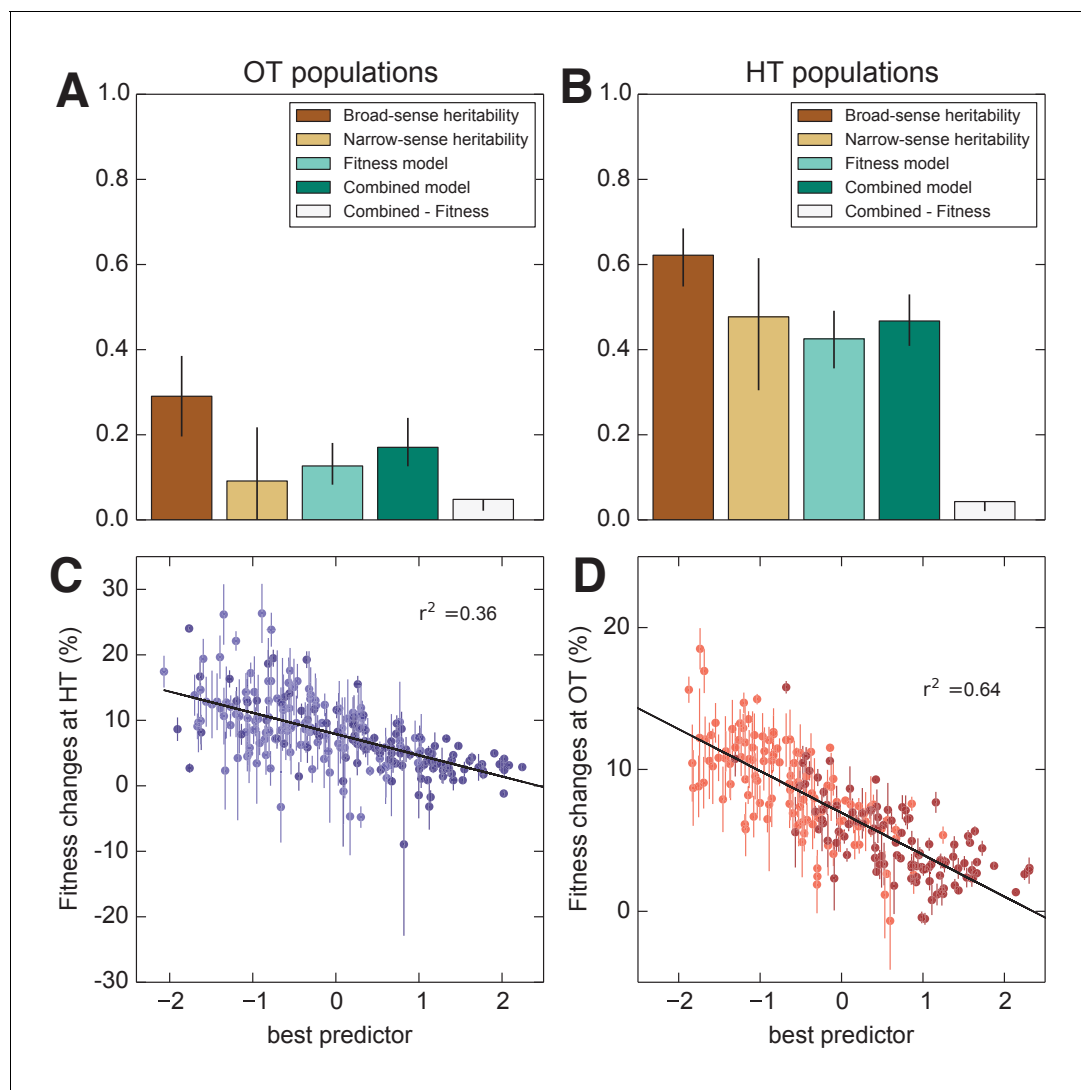 A
OT populations
1.0
0.8
0.6
0.4
0.2
0.0
Broad-sense heritability
Narrow-sense heritability
Fitness model
Combined model
Combined - Fitness
B
HT populations
1.0
0.8
0.6
0.4
0.2
0.0
Broad-sense heritability
Narrow-sense heritability
Fitness model
Combined model
Combined - Fitness
C
Fitness changes at HT (%)
30
20
10
0
-10
-20
-30
r² =0.36
−2 −1 0 1 2
best predictor
D
Fitness changes at OT (%)
20
10
0
r² =0.64
−2 −1 0 1 2
best predictor